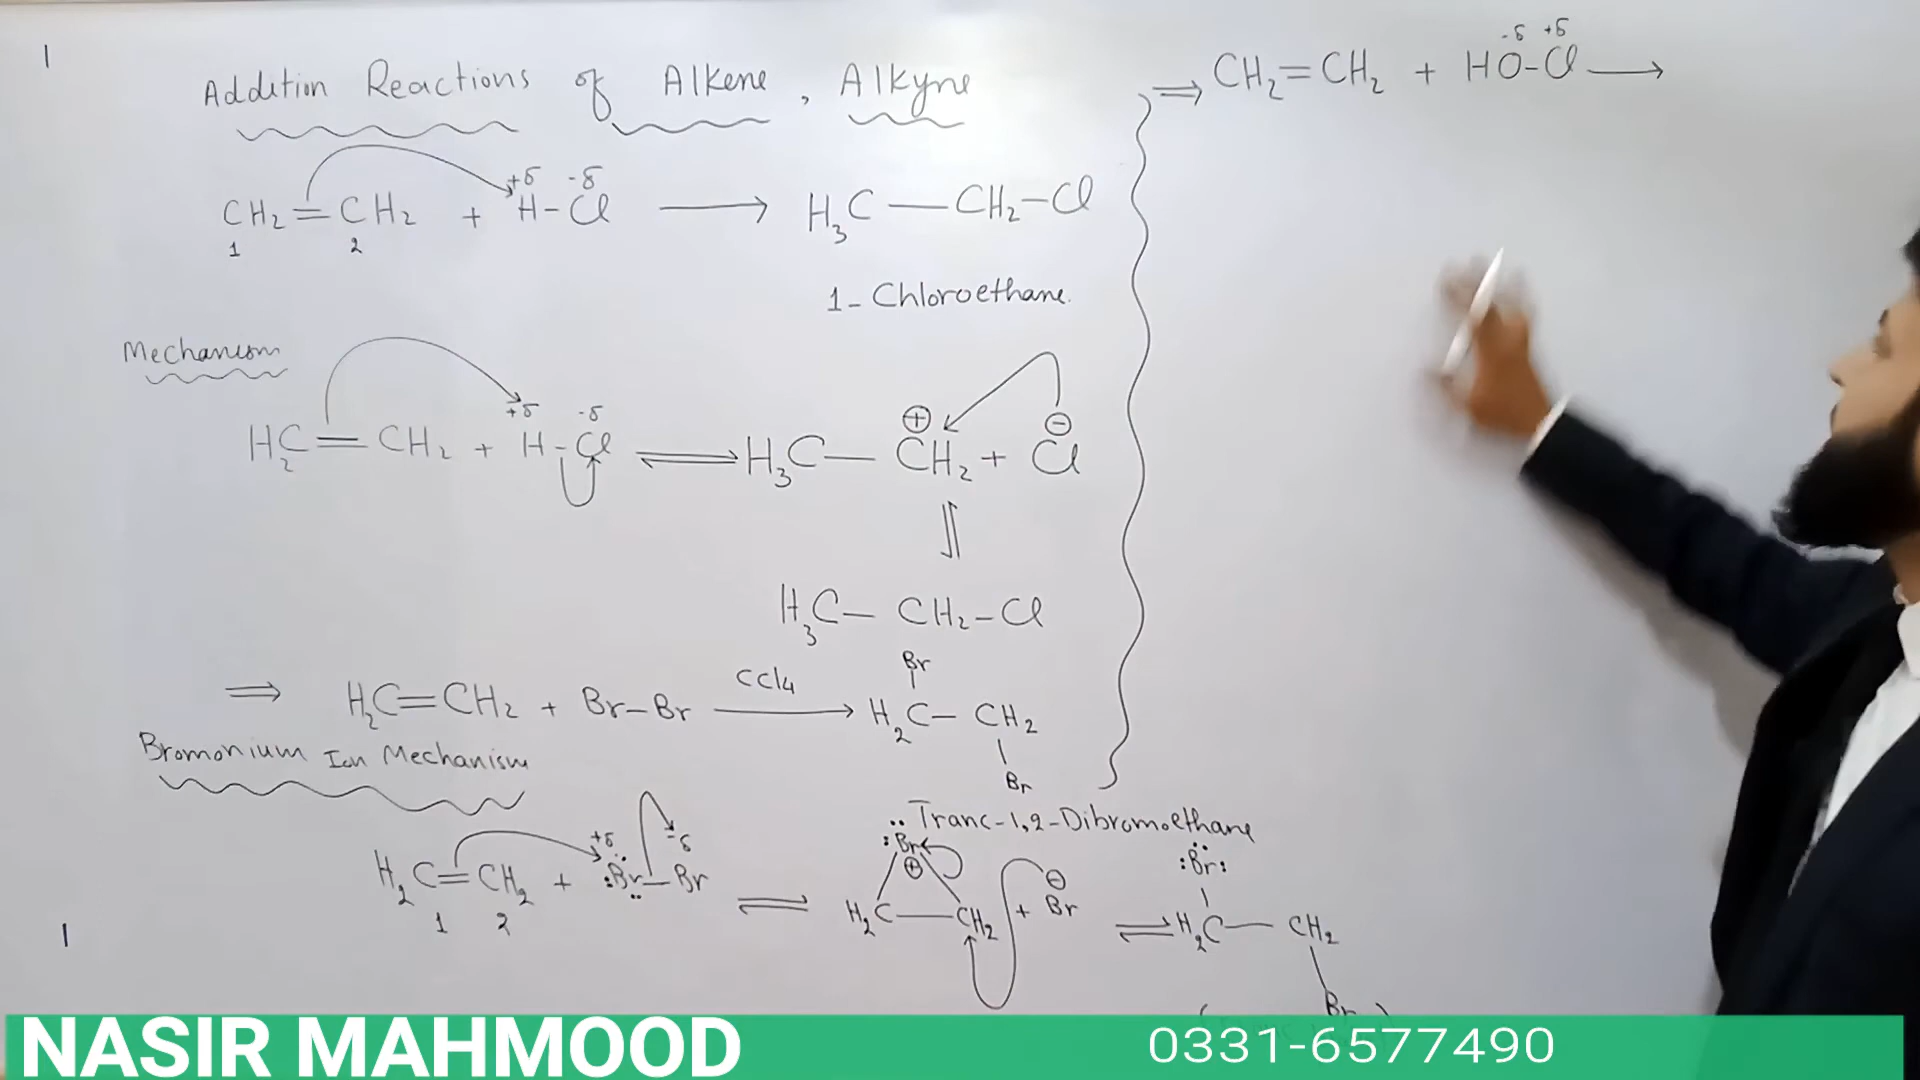 Addition Reactions of Alkene, Alkyne
CH₂=CH₂ + H-Cl ⟶ H₃C—CH₂-Cl
+δ -δ
1 2
1- Chloroethane.
Mechanism
H₂C=CH₂ + H-Cl ⇌ H₃C—CH₂ + Cl
+δ -δ ⊕ ⊖
⇌
H₃C—CH₂-Cl
⇒ H₂C=CH₂ + Br-Br ⟶ H₂C-CH₂
CCl4
Br
Br
Tranc-1,2-Dibromoethane
Bromonium Ion Mechanism
H₂C=CH₂ + :Br-Br ⇌ H₂C—CH₂ + Br ⇌ H₂C—CH₂
+δ -δ
1 2
:Br ⊕ ⊖
:Br:
Br
⇒ CH₂=CH₂ + HO-Cl ⟶
-δ +δ
NASIR MAHMOOD
0331-6577490